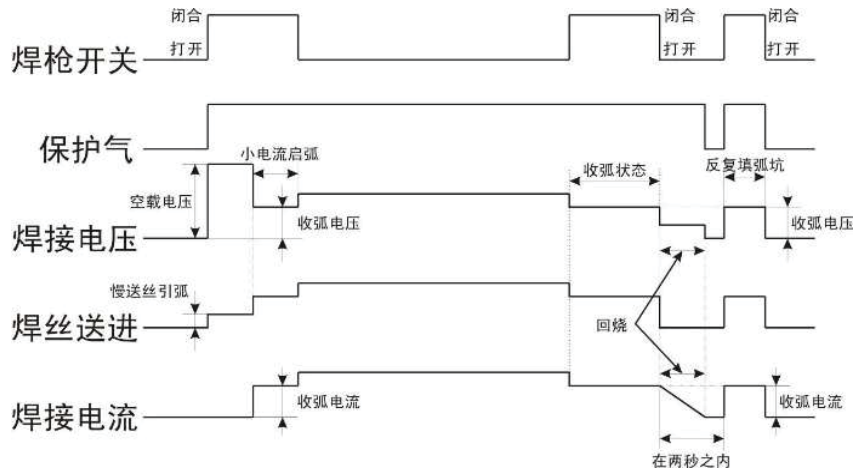 闭合
闭合
闭合
打开
打开
打开
焊枪开关
保护气
小电流启弧
收弧状态
反复填弧坑
空载电压
收弧电压
收弧电压
焊接电压
慢送丝引弧
焊丝送进
回烧
收弧电流
收弧电流
焊接电流
在两秒之内